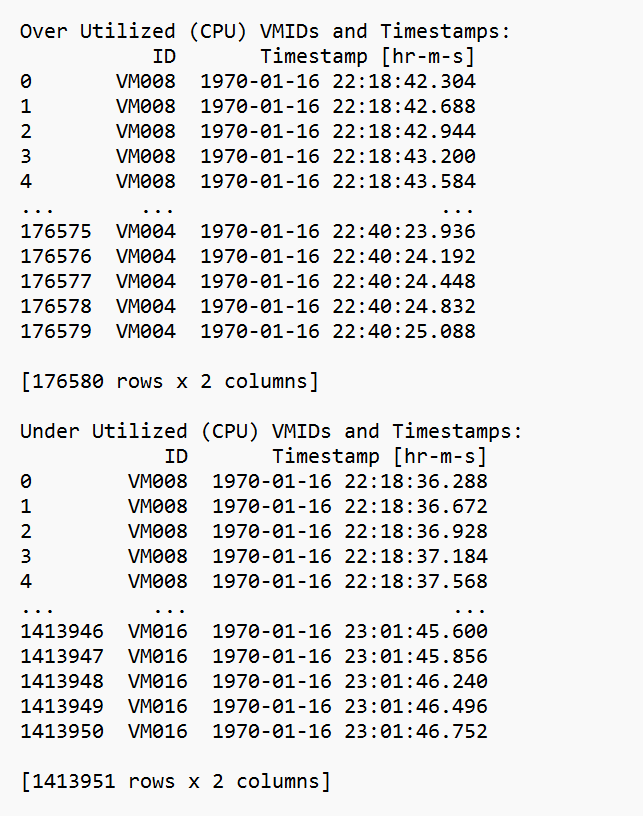 Over Utilized (CPU) VMIDs and Timestamps:
           ID       Timestamp [hr-m-s]
0       VM008  1970-01-16 22:18:42.304
1       VM008  1970-01-16 22:18:42.688
2       VM008  1970-01-16 22:18:42.944
3       VM008  1970-01-16 22:18:43.200
4       VM008  1970-01-16 22:18:43.584
...       ...                      ...
176575  VM004  1970-01-16 22:40:23.936
176576  VM004  1970-01-16 22:40:24.192
176577  VM004  1970-01-16 22:40:24.448
176578  VM004  1970-01-16 22:40:24.832
176579  VM004  1970-01-16 22:40:25.088

[176580 rows x 2 columns]

Under Utilized (CPU) VMIDs and Timestamps:
            ID       Timestamp [hr-m-s]
0        VM008  1970-01-16 22:18:36.288
1        VM008  1970-01-16 22:18:36.672
2        VM008  1970-01-16 22:18:36.928
3        VM008  1970-01-16 22:18:37.184
4        VM008  1970-01-16 22:18:37.568
...        ...                      ...
1413946  VM016  1970-01-16 23:01:45.600
1413947  VM016  1970-01-16 23:01:45.856
1413948  VM016  1970-01-16 23:01:46.240
1413949  VM016  1970-01-16 23:01:46.496
1413950  VM016  1970-01-16 23:01:46.752

[1413951 rows x 2 columns]